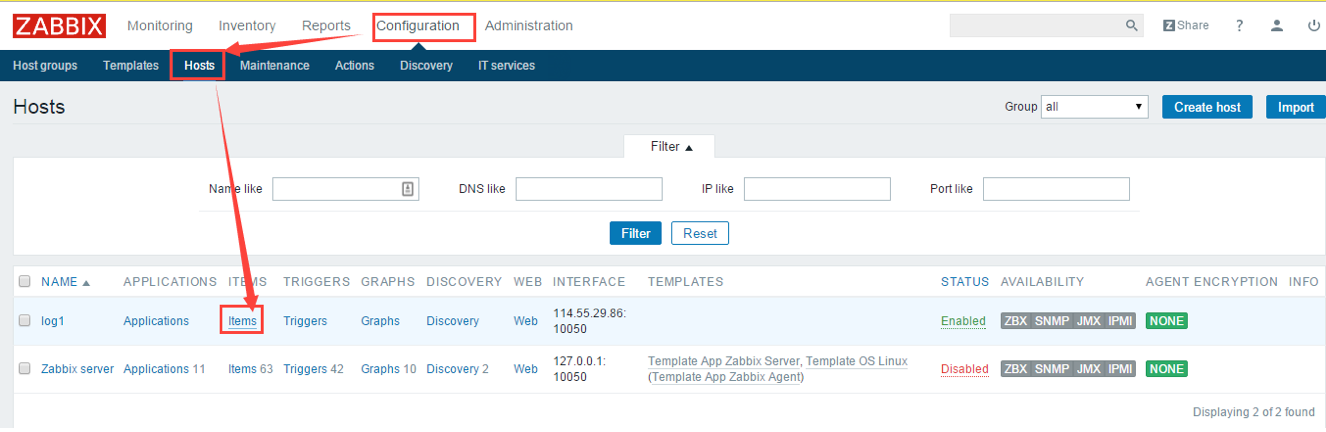 ZABBIX Monitoring Inventory Reports Configuration Administration Z Share ?
Host groups Templates Hosts Maintenance Actions Discovery IT services
Hosts Group all Create host Import
Filter ▲
Name like DNS like IP like Port like
Filter Reset
NAME ▲ APPLICATIONS ITEMS TRIGGERS GRAPHS DISCOVERY WEB INTERFACE TEMPLATES STATUS AVAILABILITY AGENT ENCRYPTION INFO
log1 Applications Items Triggers Graphs Discovery Web 114.55.29.86: Enabled ZBX SNMP JMX IPMI NONE
10050
Zabbix server Applications 11 Items 63 Triggers 42 Graphs 10 Discovery 2 Web 127.0.0.1: Template App Zabbix Server, Template OS Linux Disabled ZBX SNMP JMX IPMI NONE
10050 (Template App Zabbix Agent)
Displaying 2 of 2 found